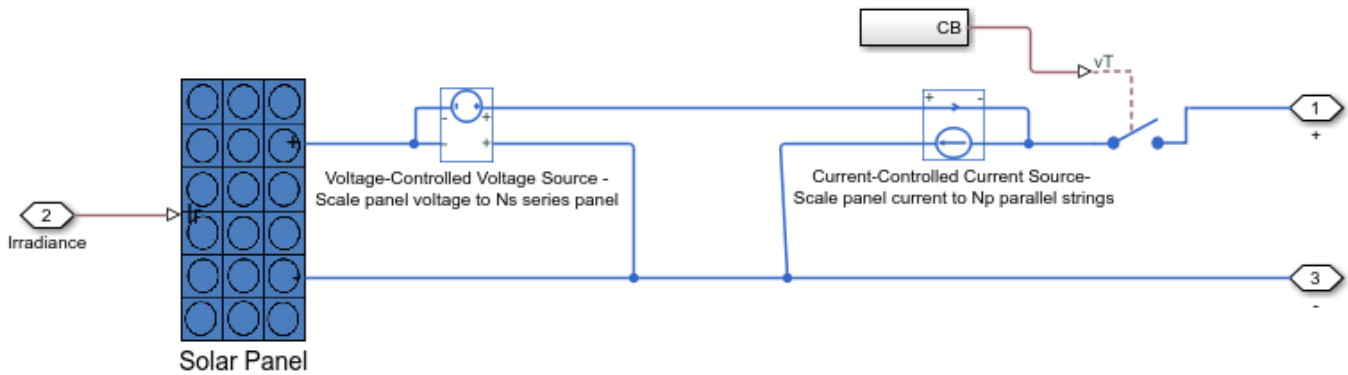 CB
vT
+
-
1
+
+
-
+
-
+
Voltage-Controlled Voltage Source -
Scale panel voltage to Ns series panel
Current-Controlled Current Source-
Scale panel current to Np parallel strings
2
Irradiance
Ir
-
3
-
Solar Panel